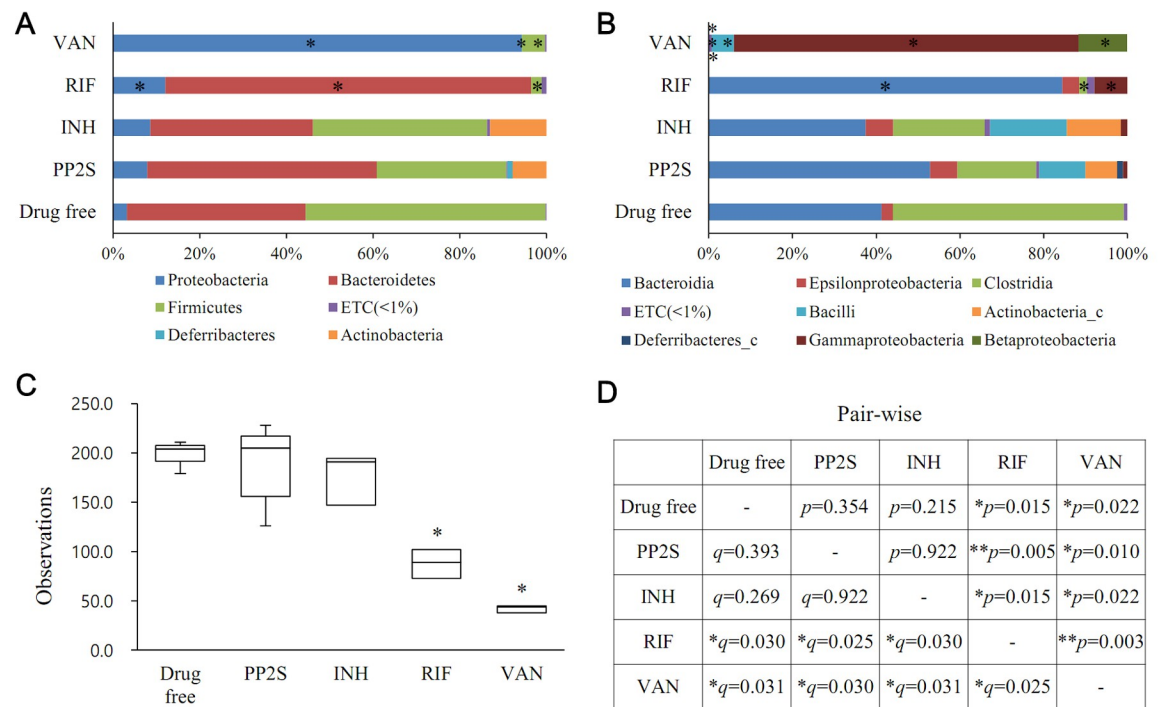 A
VAN
*
*
*
RIF
*
*
*
INH
PP2S
Drug free
0%
20%
40%
60%
80%
100%
Proteobacteria
Bacteroidetes
Firmicutes
ETC(<1%)
Deferribacteres
Actinobacteria
B
*
VAN
*
*
*
*
*
RIF
*
*
*
INH
PP2S
Drug free
0%
20%
40%
60%
80%
100%
Bacteroidia
Epsilonproteobacteria
Clostridia
ETC(<1%)
Bacilli
Actinobacteria_c
Deferribacteres_c
Gammaproteobacteria
Betaproteobacteria
C
Observations
250.0
200.0
150.0
100.0
50.0
0.0
*
*
Drug
free
PP2S
INH
RIF
VAN
D
Pair-wise
Drug free PP2S INH RIF VAN
Drug free - p=0.354 p=0.215 *p=0.015 *p=0.022
PP2S q=0.393 - p=0.922 **p=0.005 *p=0.010
INH q=0.269 q=0.922 - *p=0.015 *p=0.022
RIF *q=0.030 *q=0.025 *q=0.030 - **p=0.003
VAN *q=0.031 *q=0.030 *q=0.031 *q=0.025 -